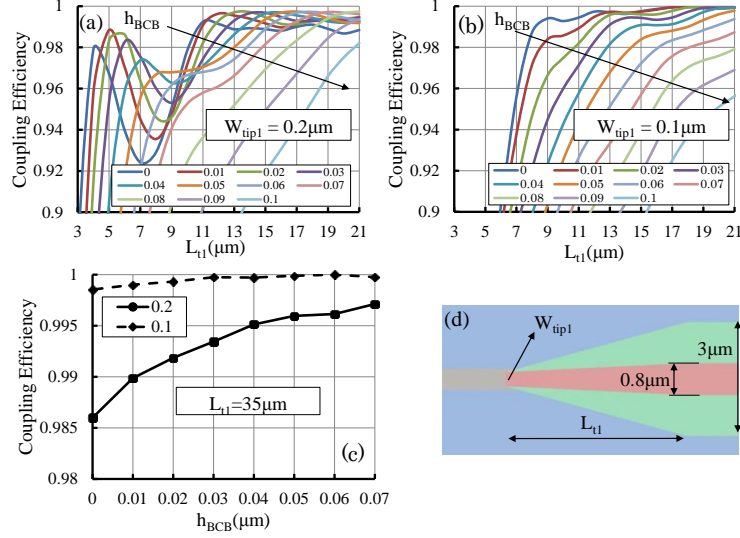 (a)
h_BCB
Coupling Efficiency
1
0.98
0.96
0.94
0.92
0.9
W_tip1 = 0.2μm
0 0.01 0.02 0.03
0.04 0.05 0.06 0.07
0.08 0.09 0.1
3 5 7 9 11 13 15 17 19 21
L_t1(μm)
(b)
h_BCB
Coupling Efficiency
1
0.98
0.96
0.94
0.92
0.9
W_tip1 = 0.1μm
0 0.01 0.02 0.03
0.04 0.05 0.06 0.07
0.08 0.09 0.1
3 5 7 9 11 13 15 17 19 21
L_t1(μm)
Coupling Efficiency
1
0.995
0.99
0.985
0.98
0.2
0.1
L_t1=35μm
(c)
0 0.01 0.02 0.03 0.04 0.05 0.06 0.07
h_BCB(μm)
(d)
W_tip1
3μm
0.8μm
L_t1